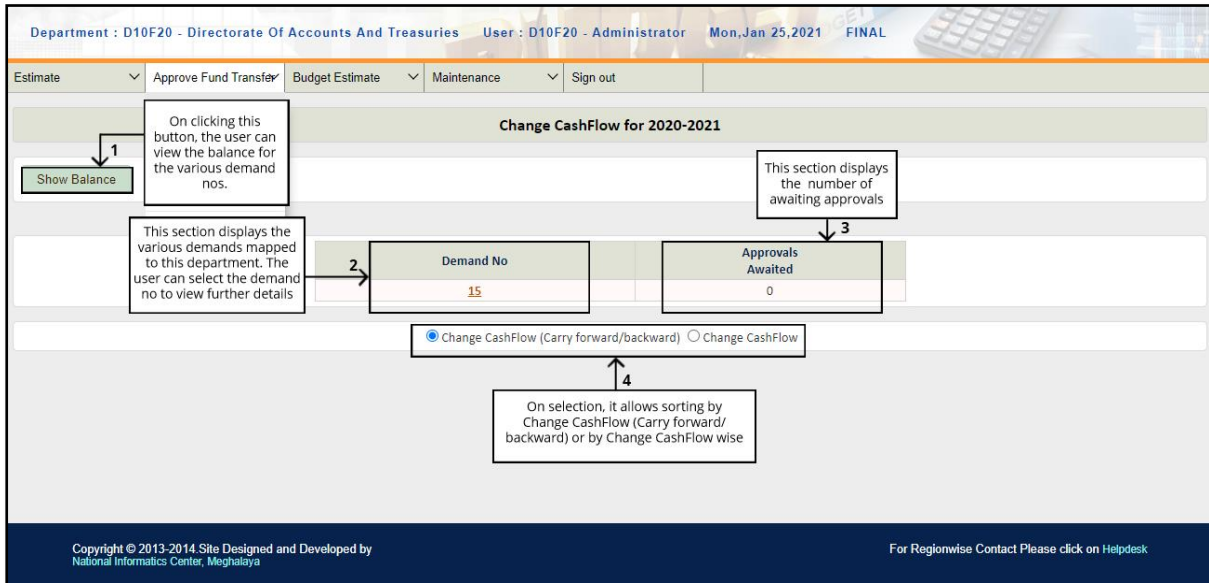 Department : D10F20 - Directorate Of Accounts And Treasuries User : D10F20 - Administrator Mon,Jan 25,2021 FINAL
Estimate Approve Fund Transfer Budget Estimate Maintenance Sign out
Change CashFlow for 2020-2021
On clicking this
button, the user can
view the balance for
the various demand
nos.
1
Show Balance
This section displays
the number of
awaiting approvals
3
This section displays the
various demands mapped
to this department. The
user can select the demand
no to view further details
2
Demand No
Approvals
Awaited
15 0
Change CashFlow (Carry forward/backward) Change CashFlow
4
On selection, it allows sorting by
Change CashFlow (Carry forward/
backward) or by Change CashFlow wise
Copyright © 2013-2014.Site Designed and Developed by
National Informatics Center, Meghalaya
For Regionwise Contact Please click on Helpdesk